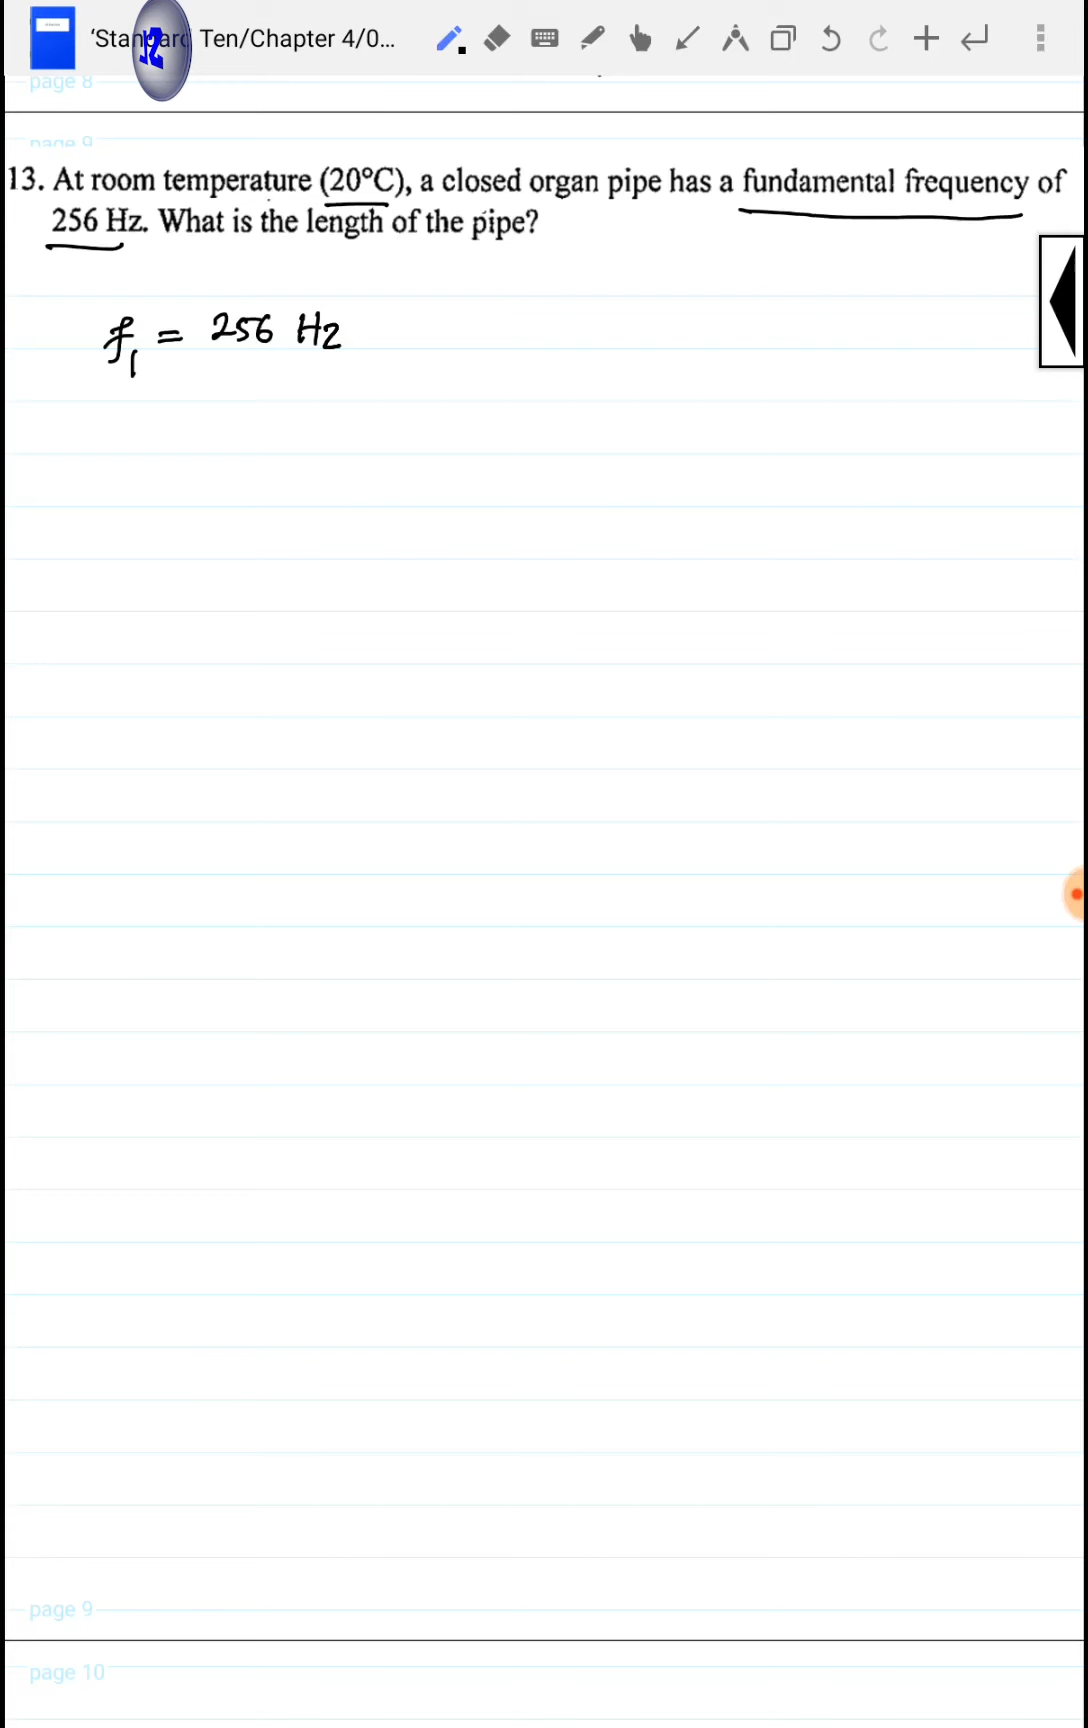 ‘Standard Ten/Chapter 4/0...
page 8
page 9
13. At room temperature (20°C), a closed organ pipe has a fundamental frequency of
256 Hz. What is the length of the pipe?
f₁ = 256 Hz
page 9
page 10